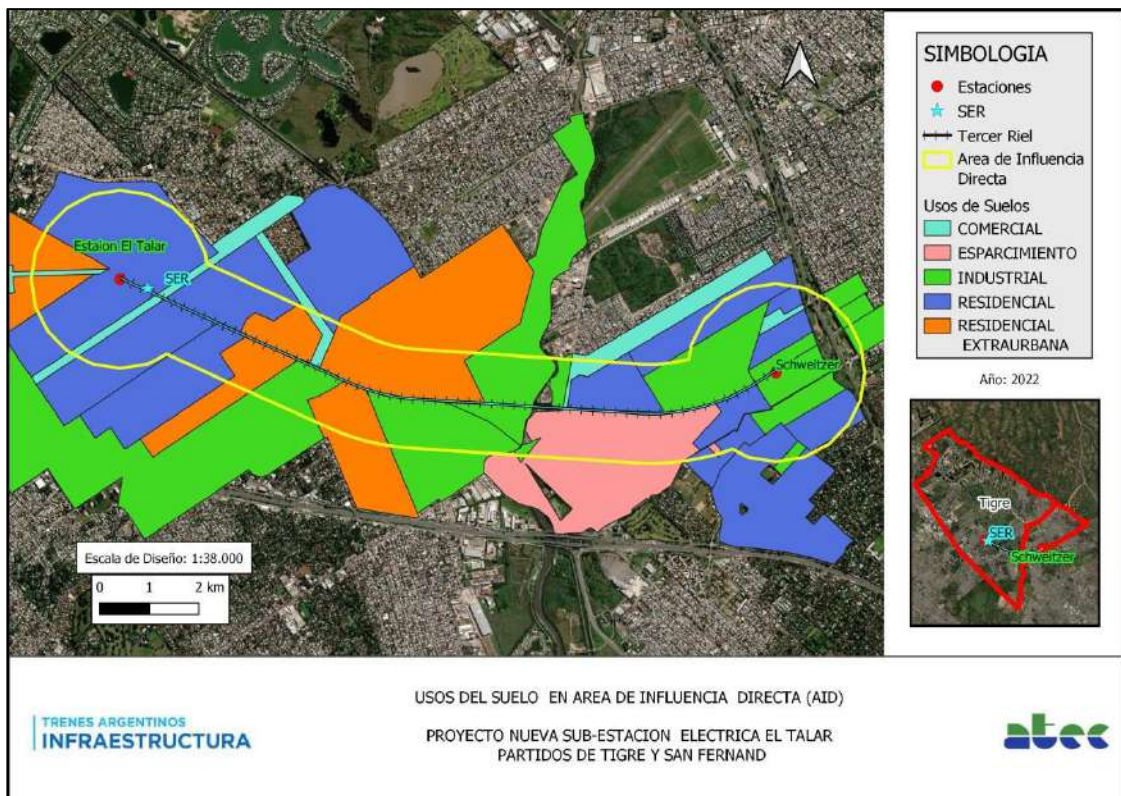 Estaion El Talar
SER
Schweitzer
Escala de Diseño: 1:38.000
0 1 2 km
SIMBOLOGIA
Estaciones
SER
Tercer Riel
Area de Influencia
Directa
Usos de Suelos
COMERCIAL
ESPARCIMIENTO
INDUSTRIAL
RESIDENCIAL
RESIDENCIAL
EXTRAURBANA
Año: 2022
Tigre
SER
Schweitzer
TRENES ARGENTINOS
INFRAESTRUCTURA
USOS DEL SUELO EN AREA DE INFLUENCIA DIRECTA (AID)
PROYECTO NUEVA SUB-ESTACION ELECTRICA EL TALAR
PARTIDOS DE TIGRE Y SAN FERNAND
atec